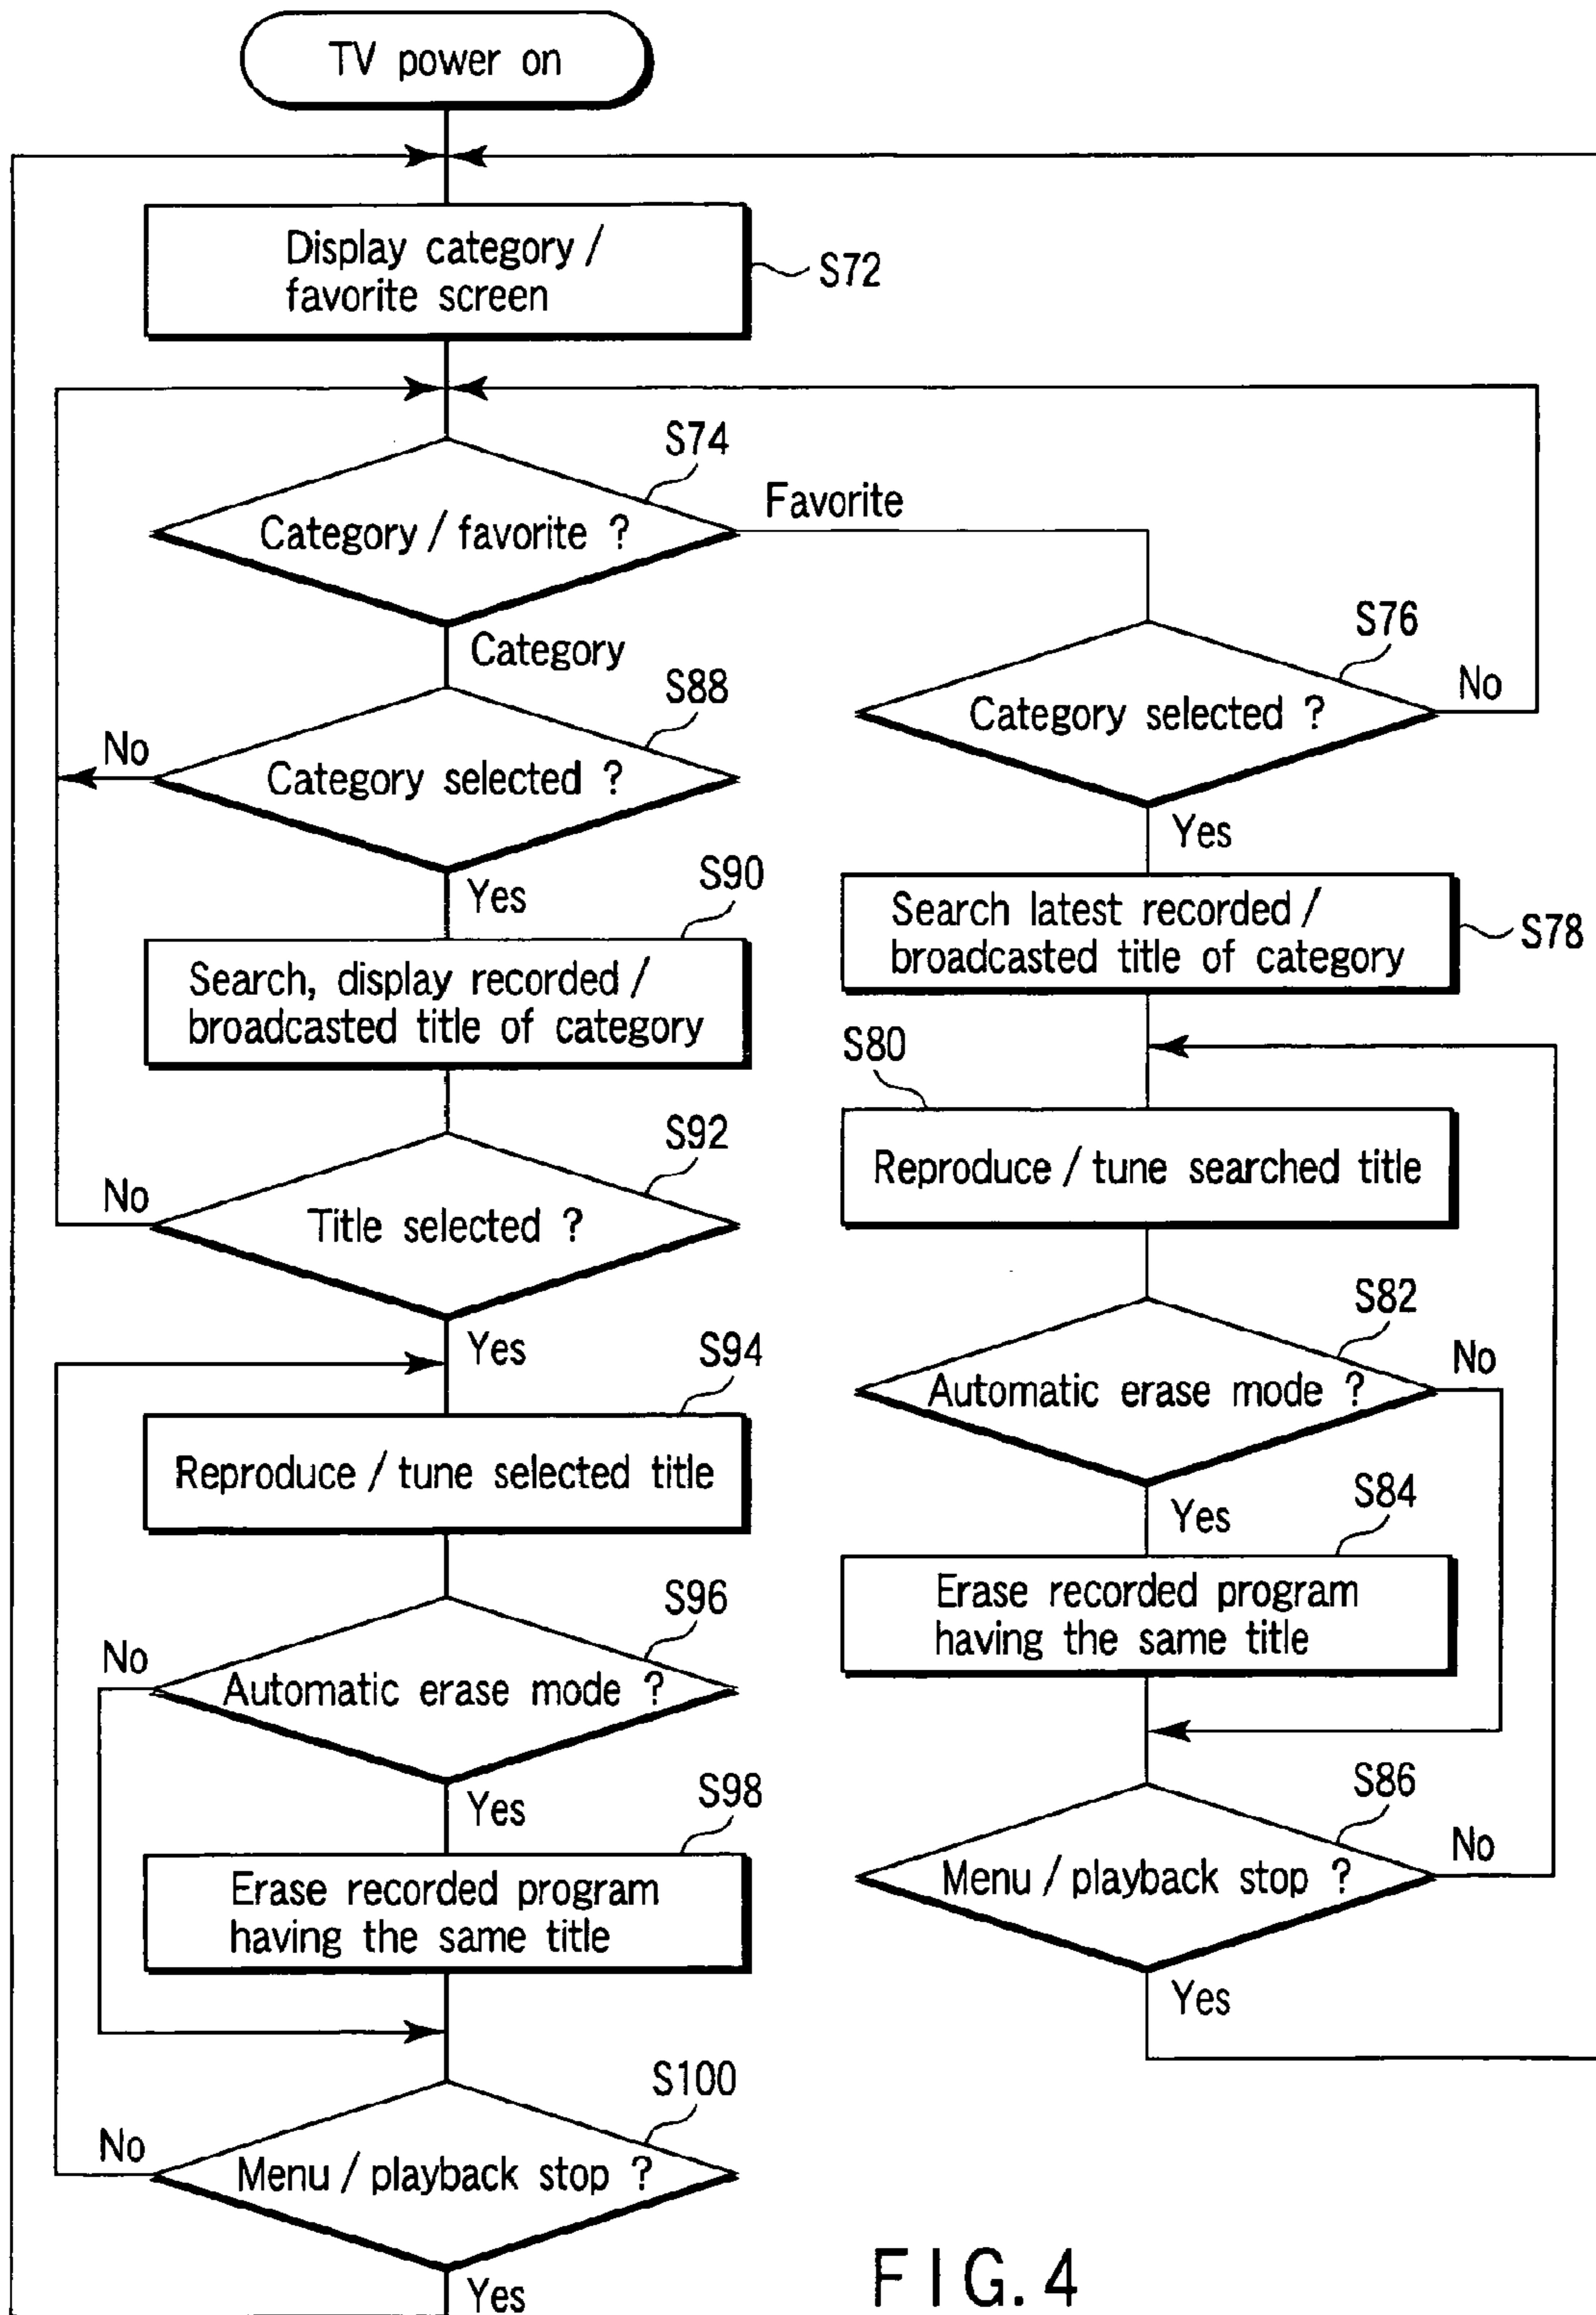 TV power on
Display category /
favorite screen
S72
S74
Category / favorite ?
Favorite
Category
S76
Category selected ?
No
Yes
S88
Category selected ?
No
Yes
S78
Search latest recorded /
broadcasted title of category
S90
Search, display recorded /
broadcasted title of category
S80
Reproduce / tune searched title
S92
Title selected ?
No
Yes
S82
Automatic erase mode ?
No
Yes
S94
Reproduce / tune selected title
S84
Erase recorded program
having the same title
S96
Automatic erase mode ?
No
Yes
S86
Menu / playback stop ?
No
Yes
S98
Erase recorded program
having the same title
S100
Menu / playback stop ?
No
Yes
FIG. 4